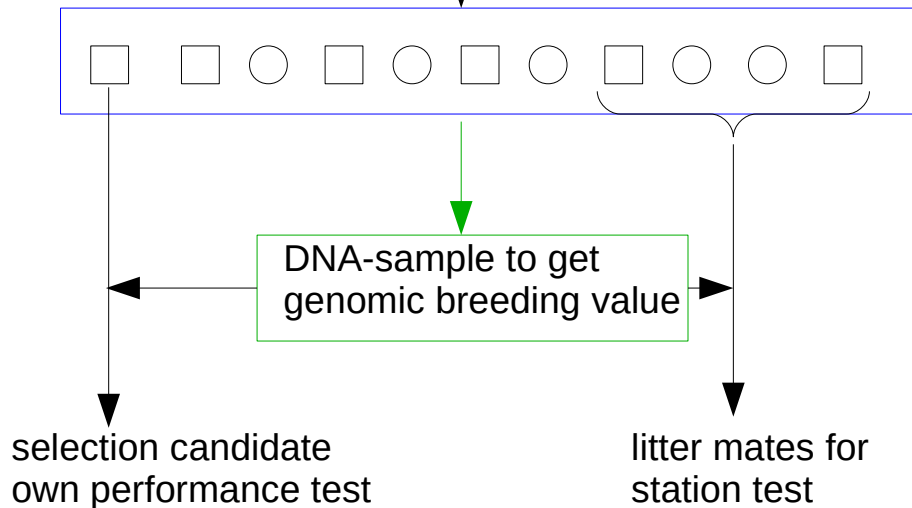 DNA-sample to get
genomic breeding value
selection candidate
own performance test
litter mates for
station test